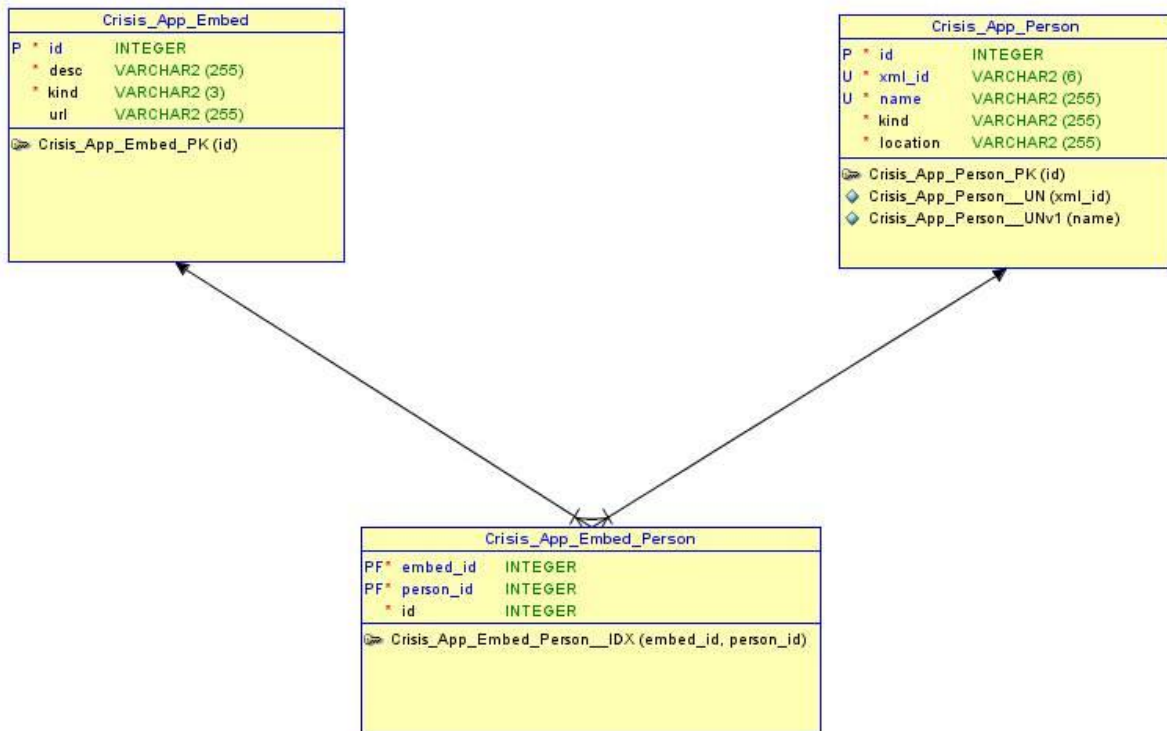 Crisis_App_Embed
P * id INTEGER
* desc VARCHAR2 (255)
* kind VARCHAR2 (3)
url VARCHAR2 (255)
Crisis_App_Embed_PK (id)
Crisis_App_Person
P * id INTEGER
U * xml_id VARCHAR2 (6)
U * name VARCHAR2 (255)
* kind VARCHAR2 (255)
* location VARCHAR2 (255)
Crisis_App_Person_PK (id)
Crisis_App_Person__UN (xml_id)
Crisis_App_Person__UNv1 (name)
Crisis_App_Embed_Person
PF* embed_id INTEGER
PF* person_id INTEGER
* id INTEGER
Crisis_App_Embed_Person__IDX (embed_id, person_id)